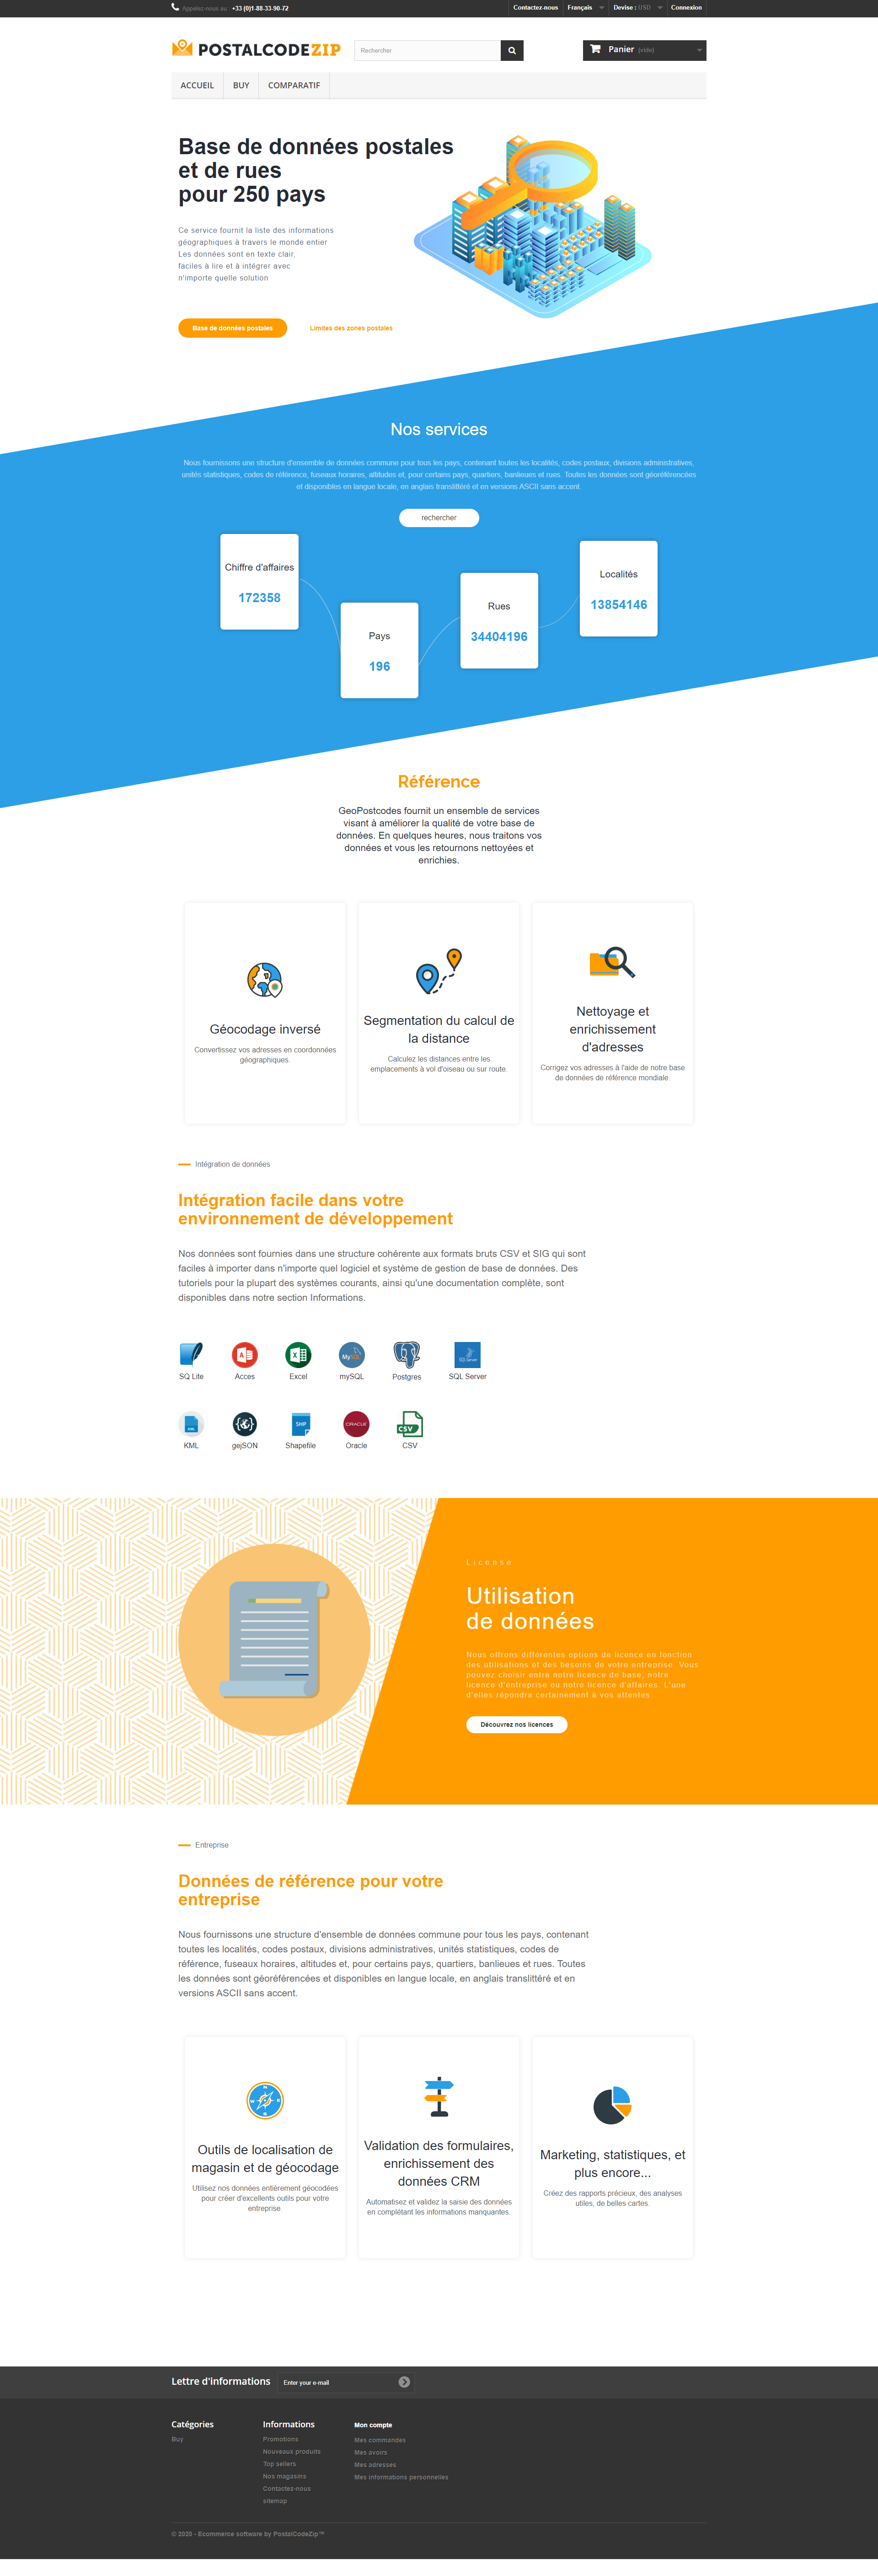 Appelez-nous au : +33 (0)1-88-33-90-72
Contactez-nous
Français
Devise : USD
Connexion
POSTALCODEZIP
Rechercher
Panier (vide)
ACCUEIL
BUY
COMPARATIF
Base de données postales
et de rues
pour 250 pays
Ce service fournit la liste des informations
géographiques à travers le monde entier
Les données sont en texte clair,
faciles à lire et à intégrer avec
n'importe quelle solution
Base de données postales
Limites des zones postales
Nos services
Nous fournissons une structure d'ensemble de données commune pour tous les pays, contenant toutes les localités, codes postaux, divisions administratives,
unités statistiques, codes de référence, fuseaux horaires, altitudes et, pour certains pays, quartiers, banlieues et rues. Toutes les données sont géoréférencées
et disponibles en langue locale, en anglais translittéré et en versions ASCII sans accent.
rechercher
Chiffre d'affaires
172358
Pays
196
Rues
34404196
Localités
13854146
Référence
GeoPostcodes fournit un ensemble de services
visant à améliorer la qualité de votre base de
données. En quelques heures, nous traitons vos
données et vous les retournons nettoyées et
enrichies.
Géocodage inversé
Convertissez vos adresses en coordonnées
géographiques.
Segmentation du calcul de
la distance
Calculez les distances entre les
emplacements à vol d'oiseau ou sur route.
Nettoyage et
enrichissement
d'adresses
Corrigez vos adresses à l'aide de notre base
de données de référence mondiale.
Intégration de données
Intégration facile dans votre
environnement de développement
Nos données sont fournies dans une structure cohérente aux formats bruts CSV et SIG qui sont
faciles à importer dans n'importe quel logiciel et système de gestion de base de données. Des
tutoriels pour la plupart des systèmes courants, ainsi qu'une documentation complète, sont
disponibles dans notre section Informations.
SQ Lite
Acces
Excel
MySQL
mySQL
Postgres
SQL Server
SQL Server
KML
KML
gejSON
SHP
Shapefile
ORACLE
Oracle
CSV
CSV
License
Utilisation
de données
Nous offrons différentes options de licence en fonction
des utilisations et des besoins de votre entreprise. Vous
pouvez choisir entre notre licence de base, notre
licence d'entreprise ou notre licence d'affaires. L'une
d'elles répondra certainement à vos attentes.
Découvrez nos licences
Entreprise
Données de référence pour votre
entreprise
Nous fournissons une structure d'ensemble de données commune pour tous les pays, contenant
toutes les localités, codes postaux, divisions administratives, unités statistiques, codes de
référence, fuseaux horaires, altitudes et, pour certains pays, quartiers, banlieues et rues. Toutes
les données sont géoréférencées et disponibles en langue locale, en anglais translittéré et en
versions ASCII sans accent.
Outils de localisation de
magasin et de géocodage
Utilisez nos données entièrement géocodées
pour créer d'excellents outils pour votre
entreprise.
Validation des formulaires,
enrichissement des
données CRM
Automatisez et validez la saisie des données
en complétant les informations manquantes.
Marketing, statistiques, et
plus encore...
Créez des rapports précieux, des analyses
utiles, de belles cartes.
Lettre d'informations
Enter your e-mail
Catégories
Buy
Informations
Promotions
Nouveaux produits
Top sellers
Nos magasins
Contactez-nous
sitemap
Mon compte
Mes commandes
Mes avoirs
Mes adresses
Mes informations personnelles
© 2020 - Ecommerce software by PostalCodeZip™